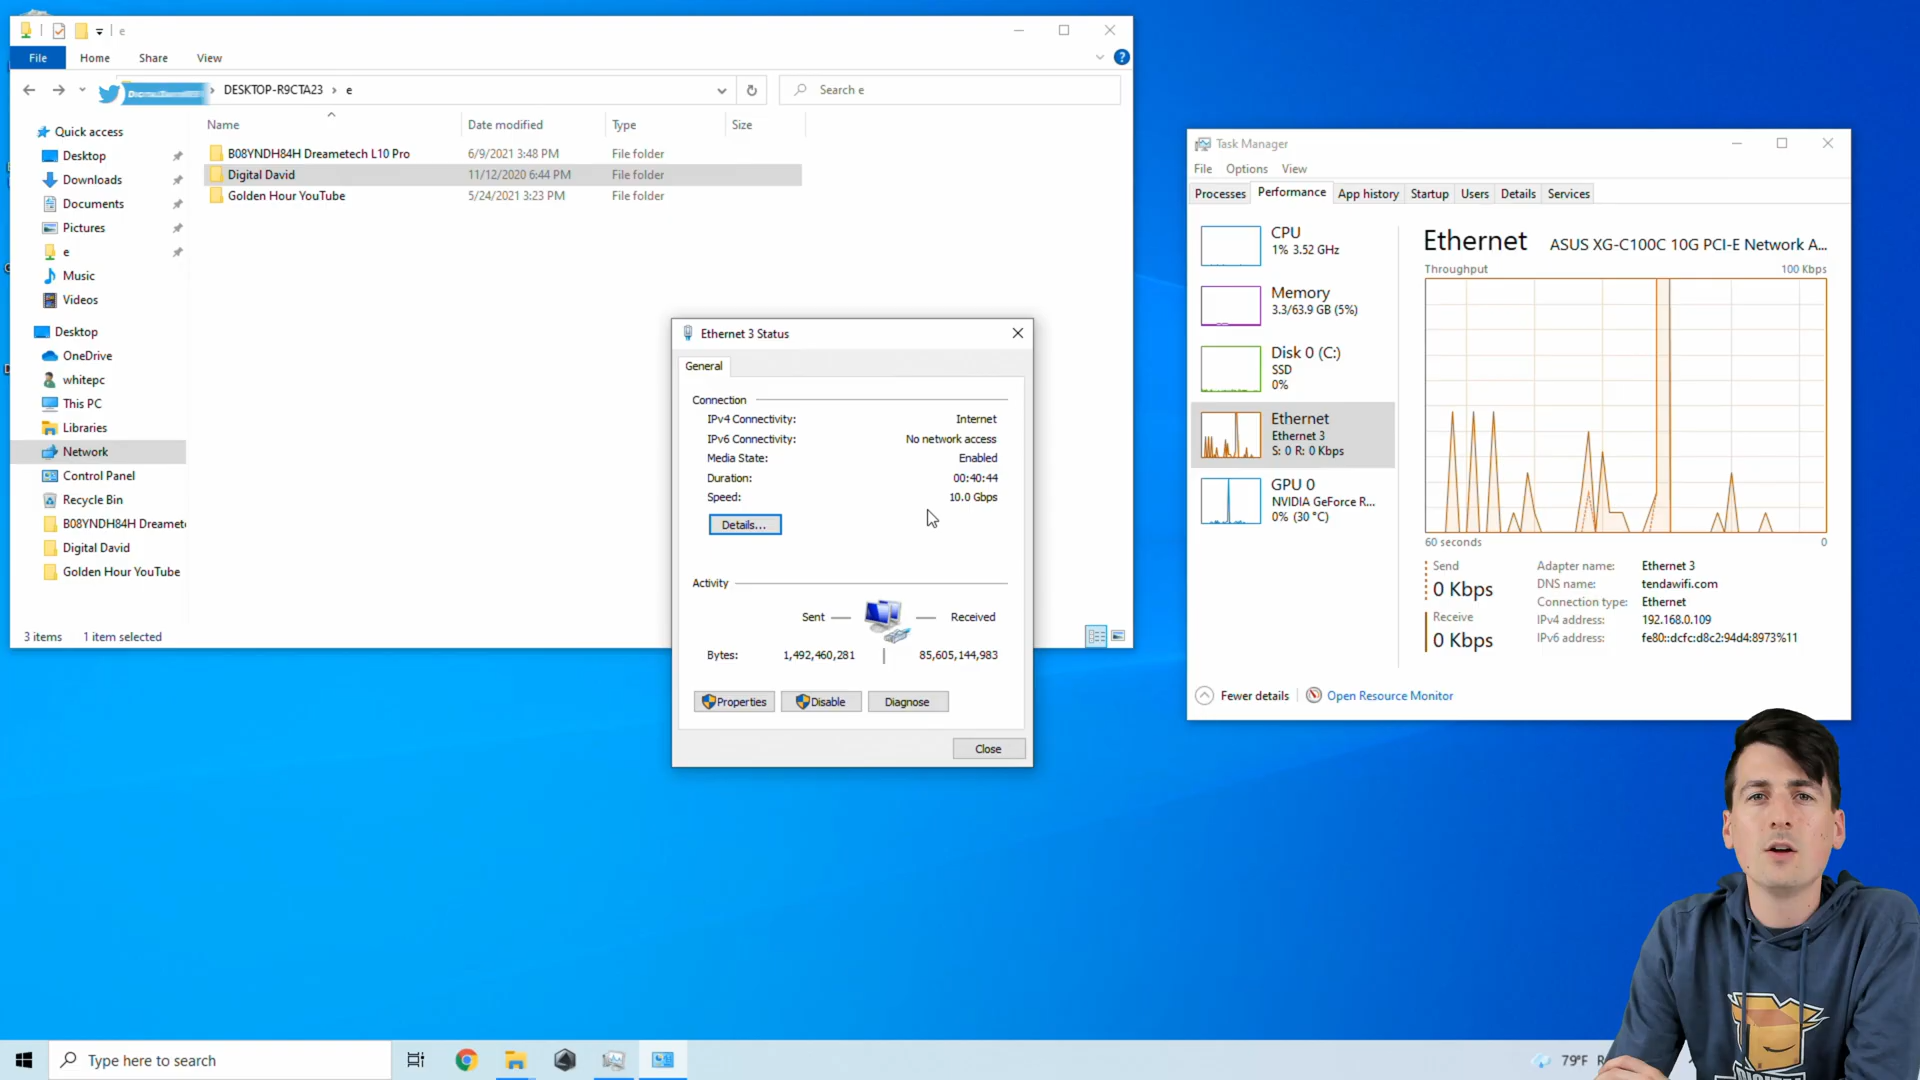 e
File
Home
Share
View
DESKTOP-R9CTA23 > e
Search e
Name
Date modified
Type
Size
B08YNDH84H Dreametech L10 Pro
6/9/2021 3:48 PM
File folder
Digital David
11/12/2020 6:44 PM
File folder
Golden Hour YouTube
5/24/2021 3:23 PM
File folder
Quick access
Desktop
Downloads
Documents
Pictures
e
Music
Videos
Desktop
OneDrive
whitepc
This PC
Libraries
Network
Control Panel
Recycle Bin
B08YNDH84H Dreamete
Digital David
Golden Hour YouTube
3 items
1 item selected
Ethernet 3 Status
General
Connection
IPv4 Connectivity:
Internet
IPv6 Connectivity:
No network access
Media State:
Enabled
Duration:
00:40:44
Speed:
10.0 Gbps
Details...
Activity
Sent
Received
Bytes:
1,492,460,281
85,605,144,983
Properties
Disable
Diagnose
Close
Task Manager
File
Options
View
Processes
Performance
App history
Startup
Users
Details
Services
CPU
1% 3.52 GHz
Memory
3.3/63.9 GB (5%)
Disk 0 (C:)
SSD
0%
Ethernet
Ethernet 3
S: 0 R: 0 Kbps
GPU 0
NVIDIA GeForce R...
0% (30 °C)
Ethernet
ASUS XG-C100C 10G PCI-E Network A...
Throughput
100 Kbps
60 seconds
0
Send
0 Kbps
Receive
0 Kbps
Adapter name:
Ethernet 3
DNS name:
tendawifi.com
Connection type:
Ethernet
IPv4 address:
192.168.0.109
IPv6 address:
fe80::dcfc:d8c2:94d4:8973%11
Fewer details
Open Resource Monitor
Type here to search
79°F